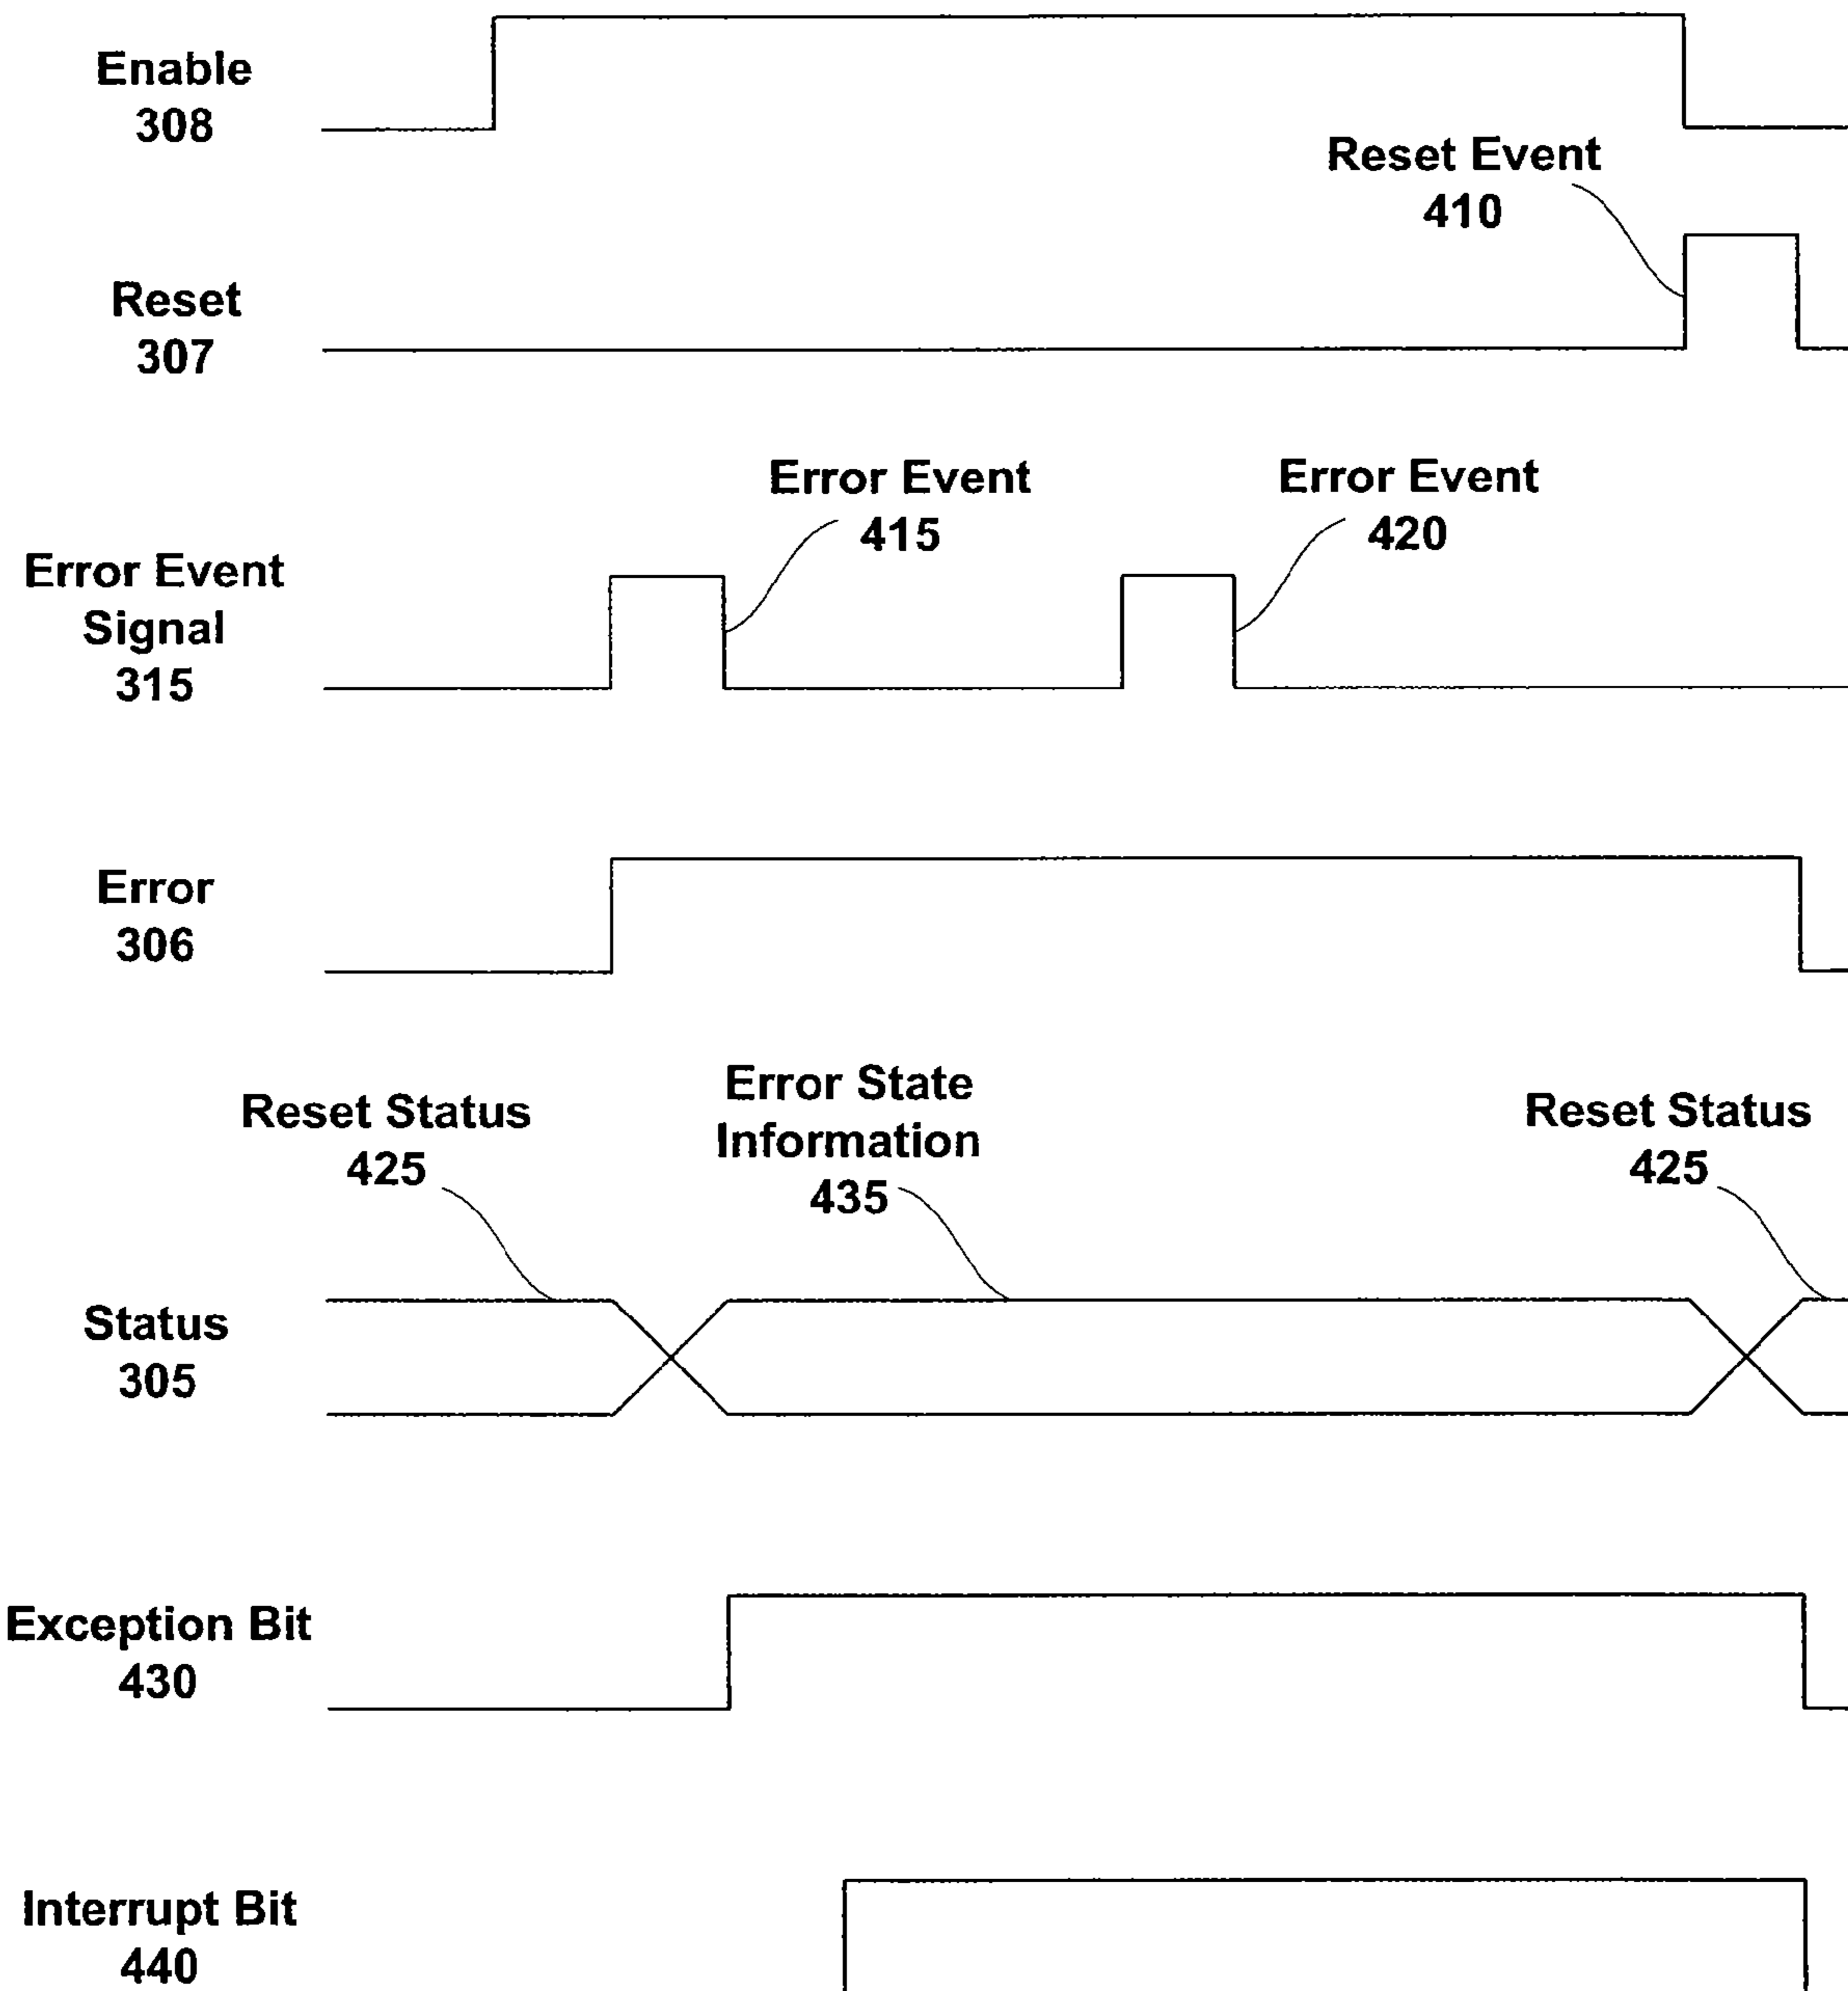 Enable
308
Reset Event
410
Reset
307
Error Event
415
Error Event
420
Error Event
Signal
315
Error
306
Reset Status
425
Error State
Information
435
Reset Status
425
Status
305
Exception Bit
430
Interrupt Bit
440